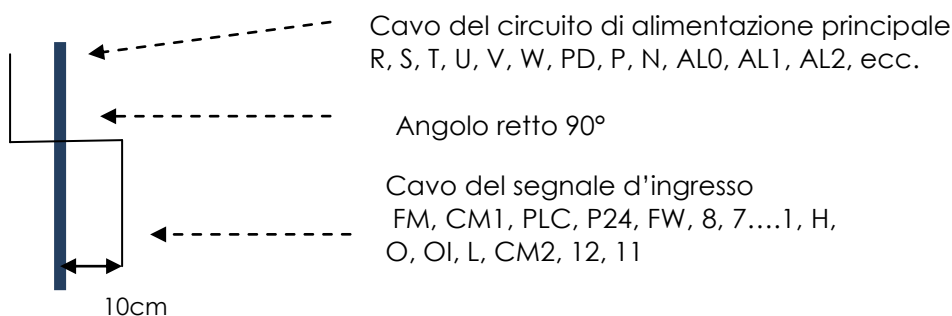 Cavo del circuito di alimentazione principale
R, S, T, U, V, W, PD, P, N, AL0, AL1, AL2, ecc.
Angolo retto 90°
Cavo del segnale d'ingresso
FM, CM1, PLC, P24, FW, 8, 7....1, H,
O, OI, L, CM2, 12, 11
10cm